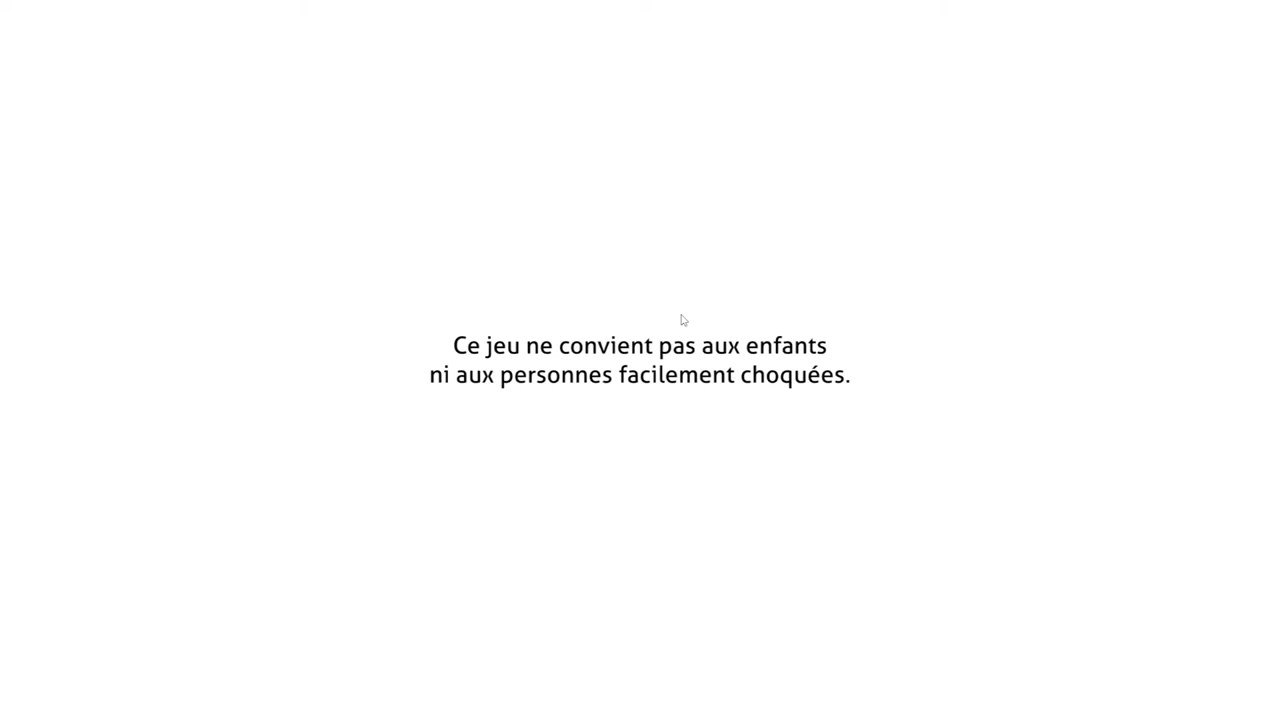 Ce jeu ne convient pas aux enfants
ni aux personnes facilement choquées.